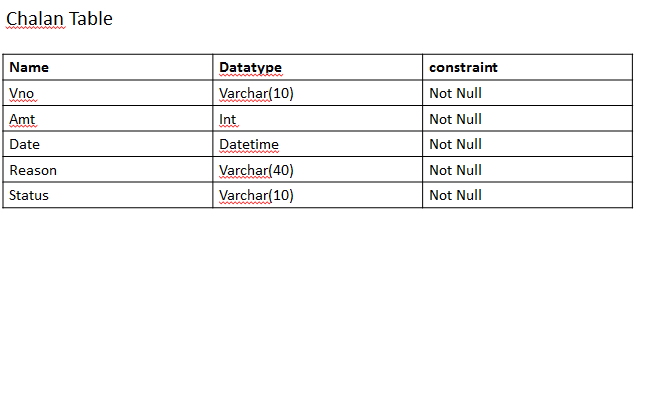 Chalan Table
Name Datatype constraint
Vno Varchar(10) Not Null
Amt Int Not Null
Date Datetime Not Null
Reason Varchar(40) Not Null
Status Varchar(10) Not Null